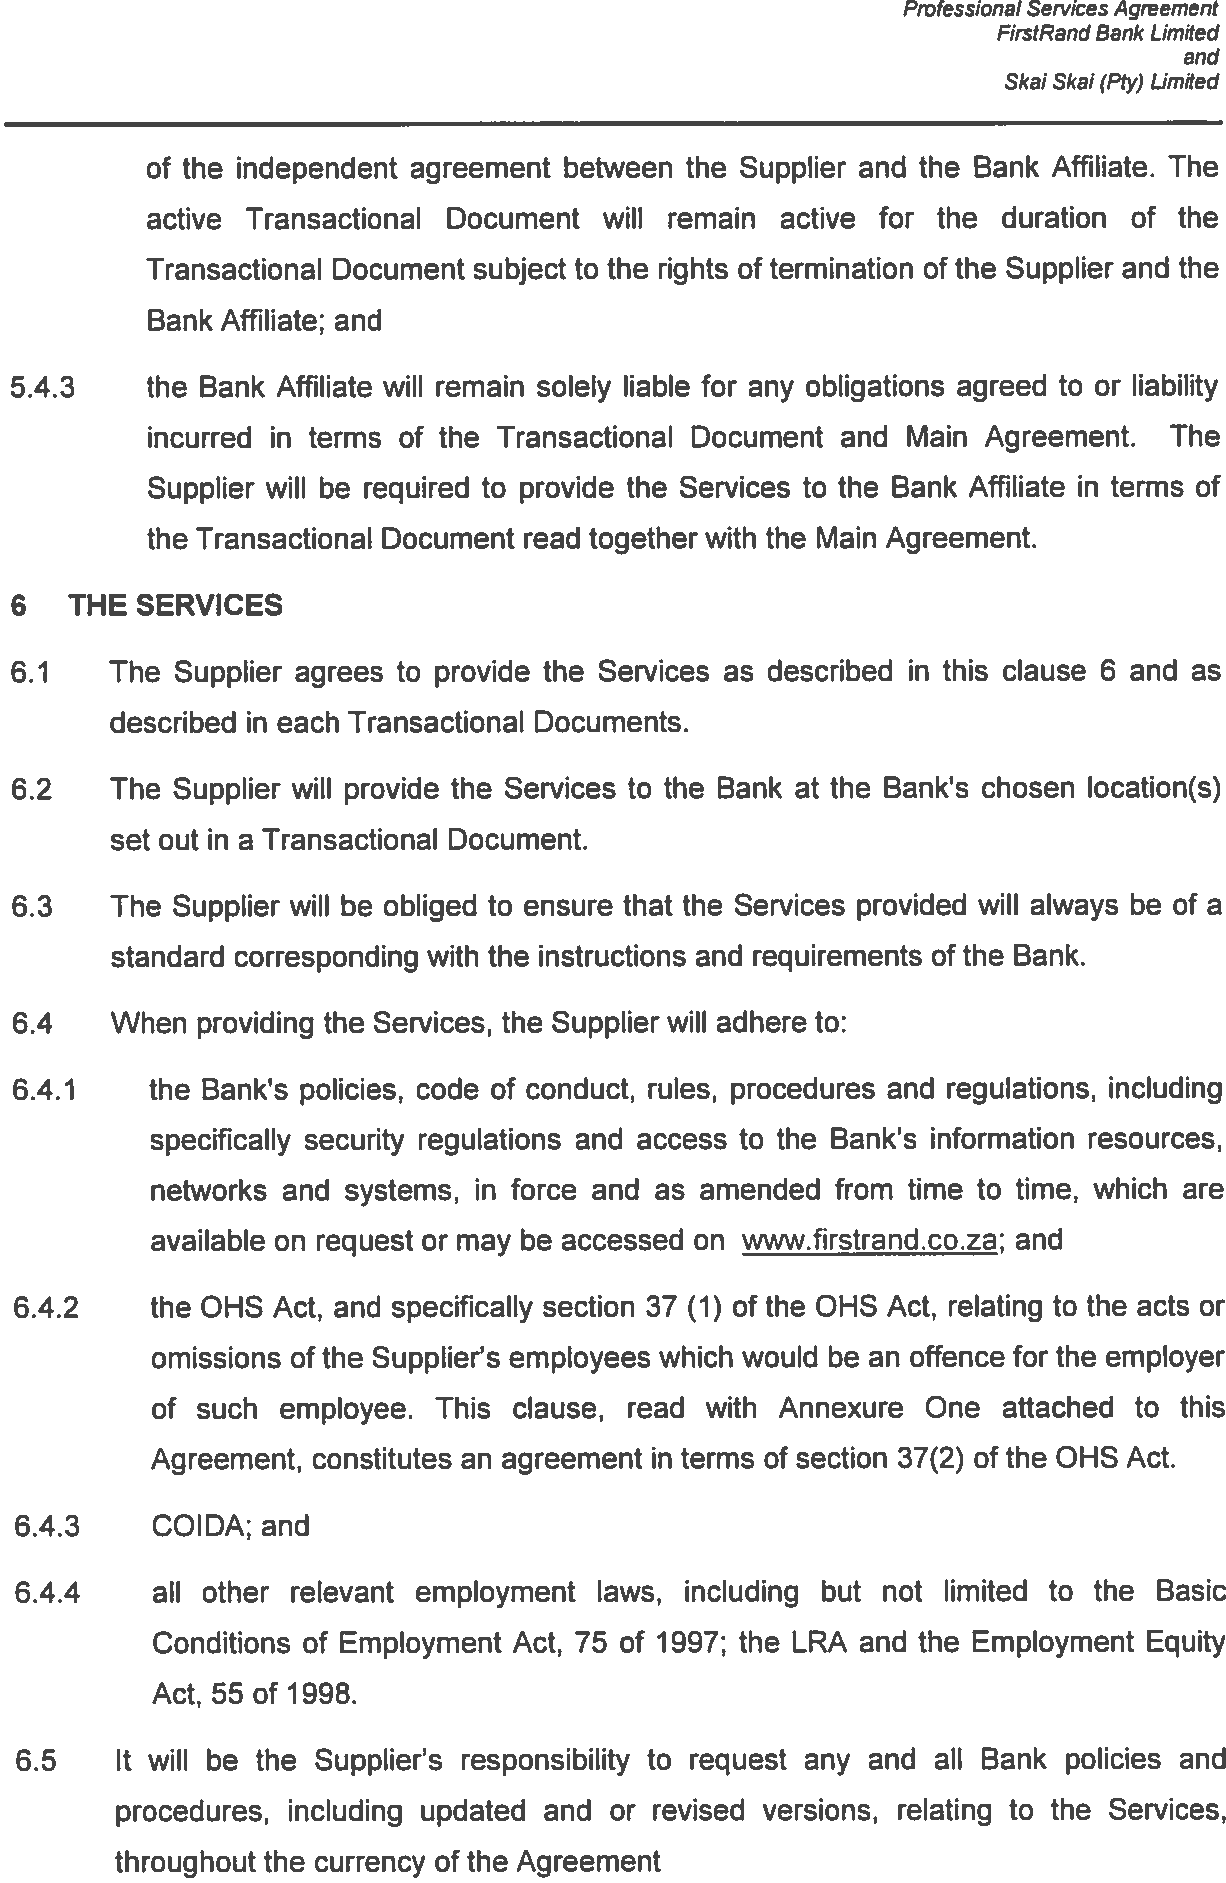 Professional Services Agreement
FirstRand Bank Limited
and
Skai Skai (Pty) Limited
of the independent agreement between the Supplier and the Bank Affiliate. The
active Transactional Document will remain active for the duration of the
Transactional Document subject to the rights of termination of the Supplier and the
Bank Affiliate; and
5.4.3 the Bank Affiliate will remain solely liable for any obligations agreed to or liability
incurred in terms of the Transactional Document and Main Agreement. The
Supplier will be required to provide the Services to the Bank Affiliate in terms of
the Transactional Document read together with the Main Agreement.
6 THE SERVICES
6.1 The Supplier agrees to provide the Services as described in this clause 6 and as
described in each Transactional Documents.
6.2 The Supplier will provide the Services to the Bank at the Bank's chosen location(s)
set out in a Transactional Document.
6.3 The Supplier will be obliged to ensure that the Services provided will always be of a
standard corresponding with the instructions and requirements of the Bank.
6.4 When providing the Services, the Supplier will adhere to:
6.4.1 the Bank's policies, code of conduct, rules, procedures and regulations, including
specifically security regulations and access to the Bank's information resources,
networks and systems, in force and as amended from time to time, which are
available on request or may be accessed on www.firstrand.co.za; and
6.4.2 the OHS Act, and specifically section 37 (1) of the OHS Act, relating to the acts or
omissions of the Supplier's employees which would be an offence for the employer
of such employee. This clause, read with Annexure One attached to this
Agreement, constitutes an agreement in terms of section 37(2) of the OHS Act.
6.4.3 COIDA; and
6.4.4 all other relevant employment laws, including but not limited to the Basic
Conditions of Employment Act, 75 of 1997; the LRA and the Employment Equity
Act, 55 of 1998.
6.5 It will be the Supplier's responsibility to request any and all Bank policies and
procedures, including updated and or revised versions, relating to the Services,
throughout the currency of the Agreement